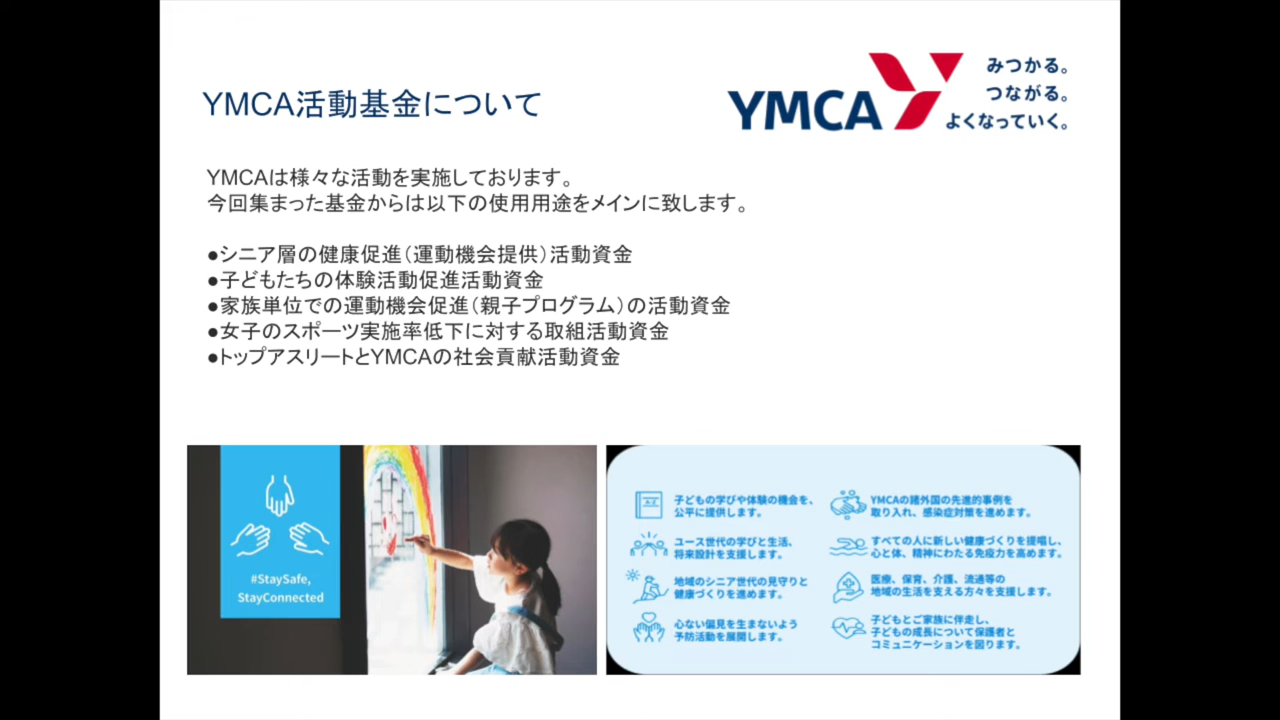 YMCA活動基金について
YMCA
みつかる。
つながる。
よくなっていく。
YMCAは様々な活動を実施しております。
今回集まった基金からは以下の使用用途をメインに致します。
●シニア層の健康促進（運動機会提供）活動資金
●子どもたちの体験活動促進活動資金
●家族単位での運動機会促進（親子プログラム）の活動資金
●女子のスポーツ実施率低下に対する取組活動資金
●トップアスリートとYMCAの社会貢献活動資金
#StaySafe,
StayConnected
子どもの学びや体験の機会を、
公平に提供します。
ユース世代の学びと生活、
将来設計を支援します。
地域のシニア世代の見守りと
健康づくりを進めます。
心ない偏見を生まないよう
予防活動を展開します。
YMCAの諸外国の先進的事例を
取り入れ、感染症対策を進めます。
すべての人に新しい健康づくりを提唱し、
心と体、精神にわたる免疫力を高めます。
医療、保育、介護、流通等の
地域の生活を支える方々を支援します。
子どもとご家族に伴走し、
子どもの成長について保護者と
コミュニケーションを図ります。